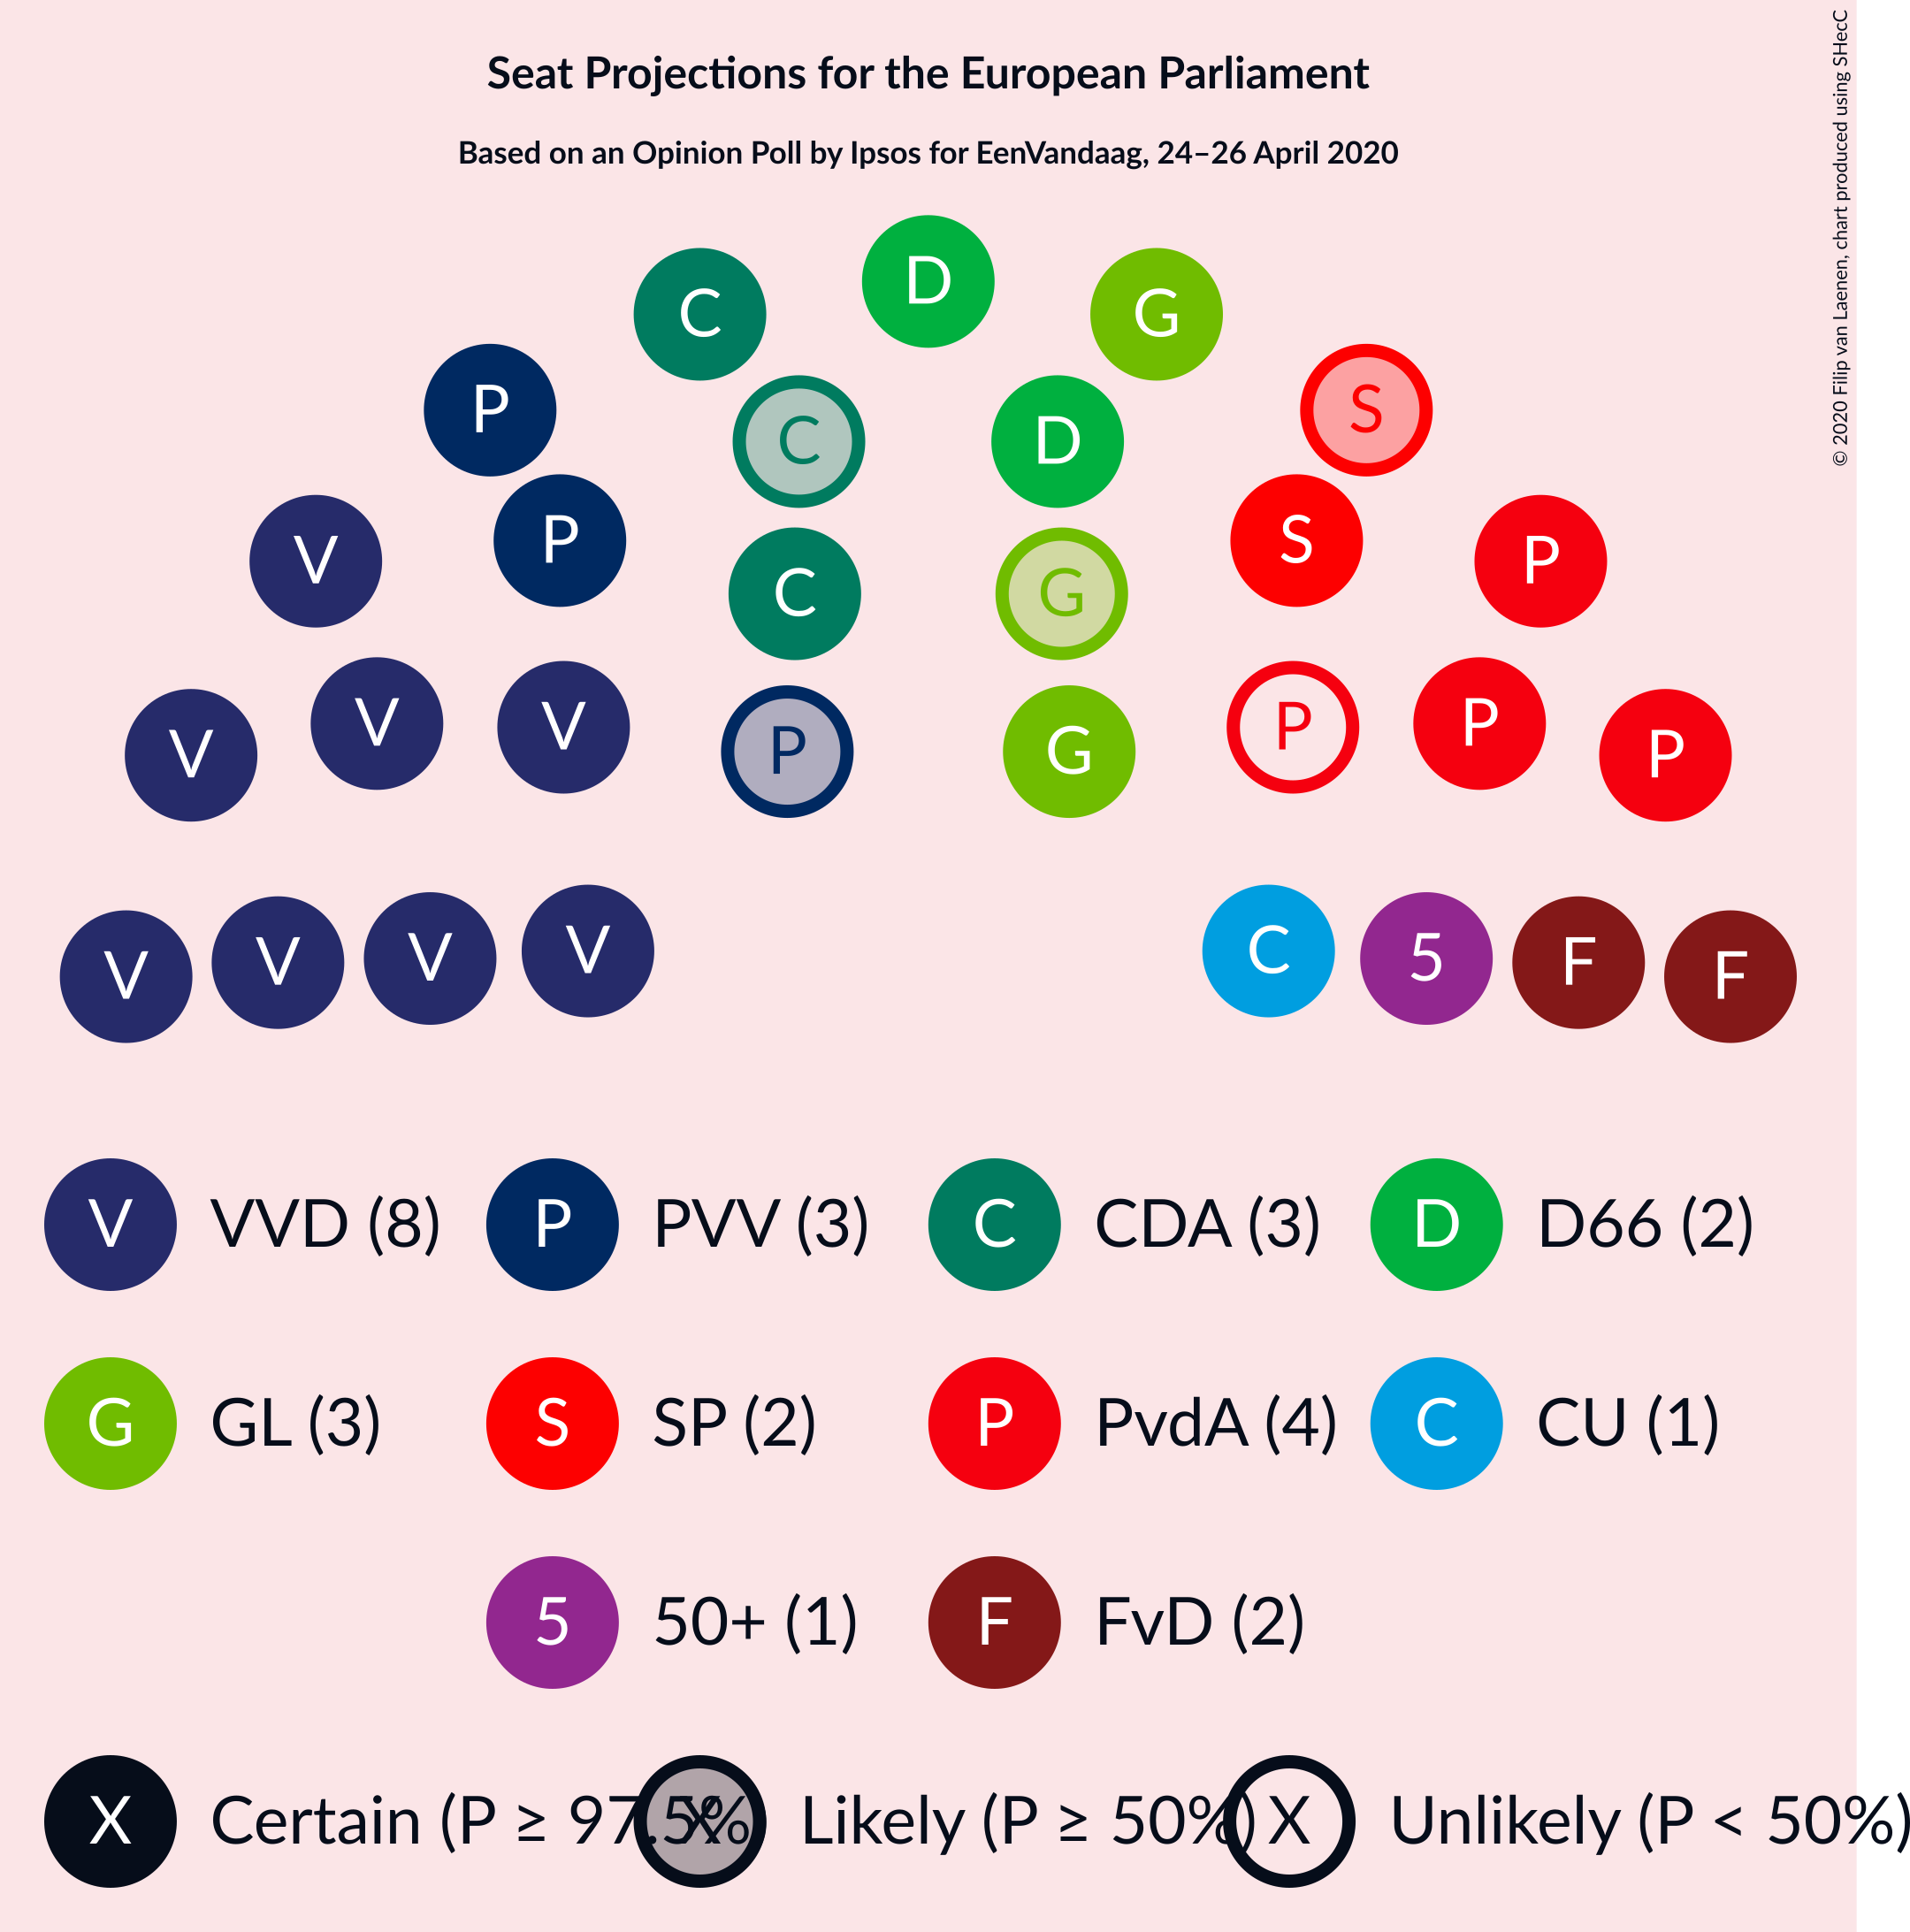 Seat Projections for the European Parliament
Based on an Opinion Poll by Ipsos for EenVandaag, 24–26 April 2020
© 2020 Filip van Laenen, chart produced using SHecC
D
C G
P S
C D
P S
V P
C G
V V P P
V P G P
V V V V C 5 F F
V VVD (8) P PVV (3) C CDA (3) D D66 (2)
G GL (3) S SP (2) P PvdA (4) C CU (1)
5 50+ (1) F FvD (2)
X Certain (P ≥ 97.5%) X Likely (P ≥ 50%) X Unlikely (P < 50%)